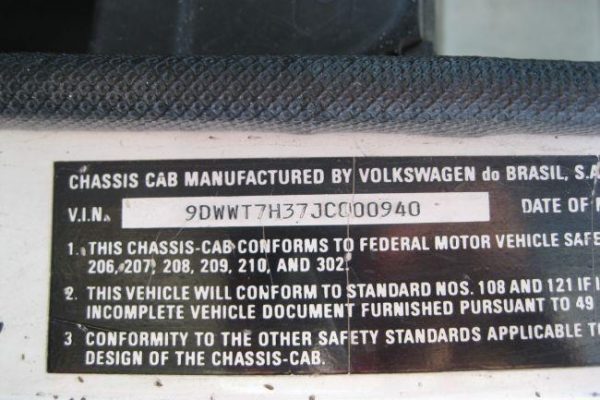 CHASSIS CAB MANUFACTURED BY VOLKSWAGEN do BRASIL, S.A
V.I.N. 9DWWT7H37JC000940 DATE OF
1. THIS CHASSIS-CAB CONFORMS TO FEDERAL MOTOR VEHICLE SAFE
206, 207, 208, 209, 210, AND 302.
2. THIS VEHICLE WILL CONFORM TO STANDARD NOS. 108 AND 121 IF
INCOMPLETE VEHICLE DOCUMENT FURNISHED PURSUANT TO 49
3 CONFORMITY TO THE OTHER SAFETY STANDARDS APPLICABLE TO
DESIGN OF THE CHASSIS-CAB.